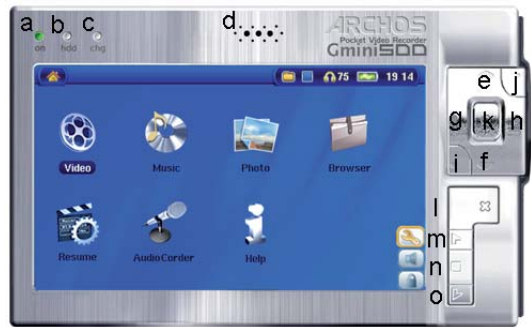 a b c d ARCHOS
on hdd chg Pocket Video Recorder
Gmini500
75 19 14
e j
g k h
i f
Video Music Photo Browser
l
Resume AudioCorder Help
m
n
o